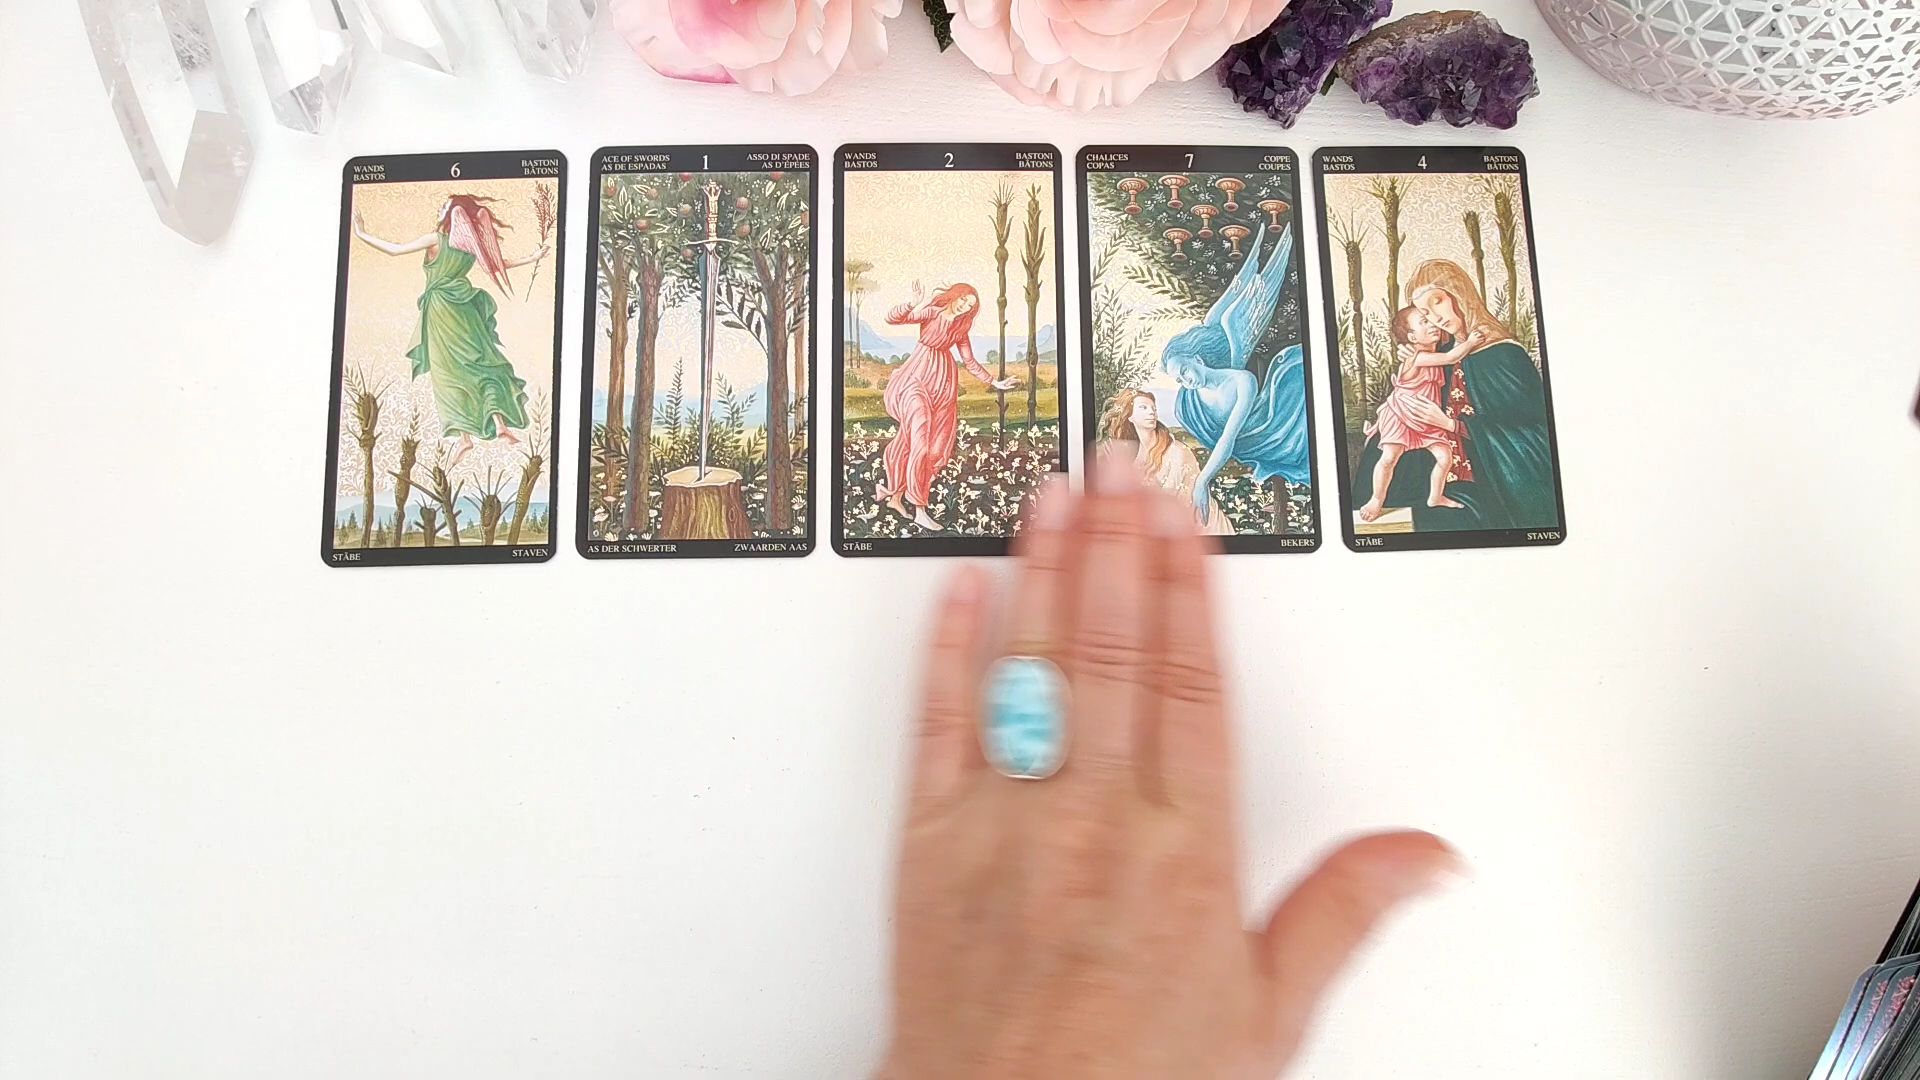 WANDS
BASTOS
6
BASTONI
BÂTONS
STÄBE
STAVEN
ACE OF SWORDS
AS DE ESPADAS
1
ASSO DI SPADE
AS D'ÉPÉES
AS DER SCHWERTER
ZWAARDEN AAS
WANDS
BASTOS
2
BASTONI
BÂTONS
STÄBE
CHALICES
COPAS
7
COPPE
COUPES
BEKERS
WANDS
BASTOS
4
BASTONI
BÂTONS
STÄBE
STAVEN